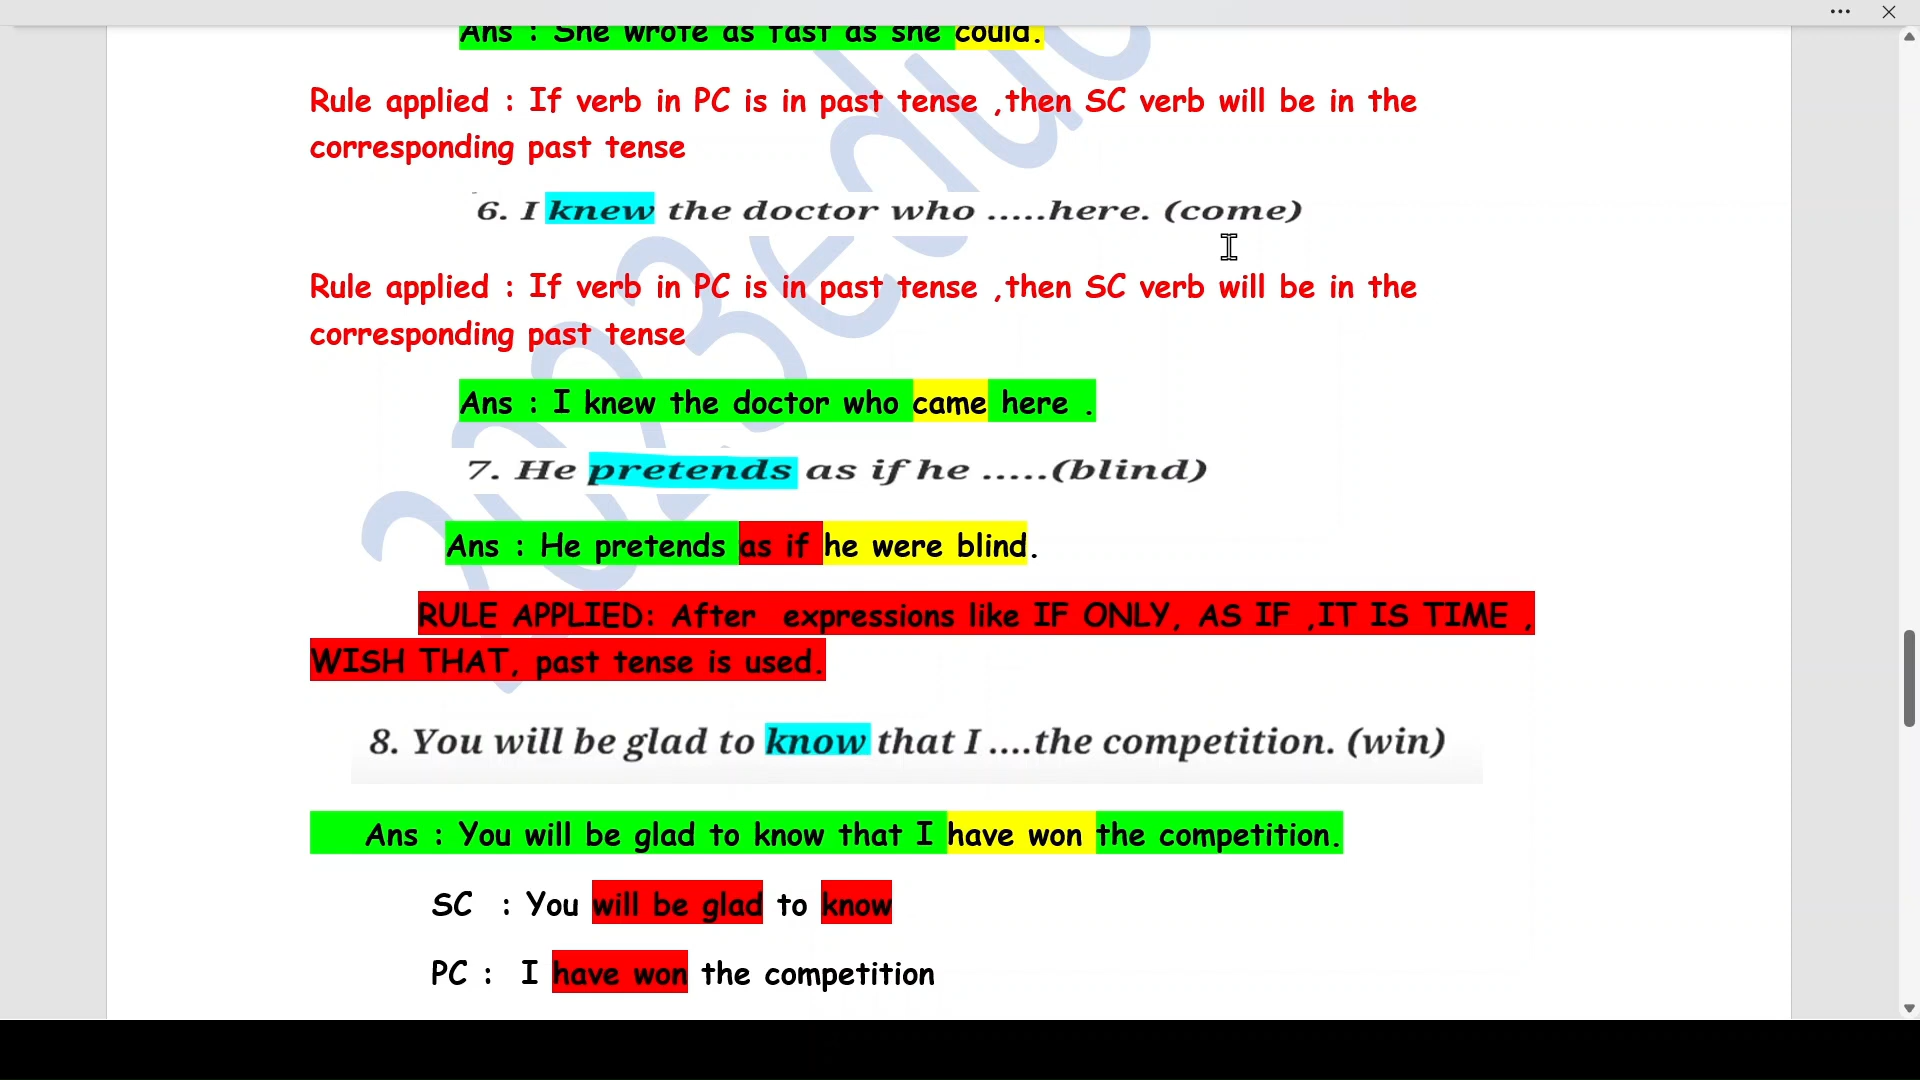 Ans : She wrote as fast as she could.
Rule applied : If verb in PC is in past tense ,then SC verb will be in the
corresponding past tense
6. I knew the doctor who .....here. (come)
Rule applied : If verb in PC is in past tense ,then SC verb will be in the
corresponding past tense
Ans : I knew the doctor who came here .
7. He pretends as if he .....(blind)
Ans : He pretends as if he were blind.
RULE APPLIED: After expressions like IF ONLY, AS IF ,IT IS TIME ,
WISH THAT, past tense is used.
8. You will be glad to know that I ....the competition. (win)
Ans : You will be glad to know that I have won the competition.
SC : You will be glad to know
PC : I have won the competition